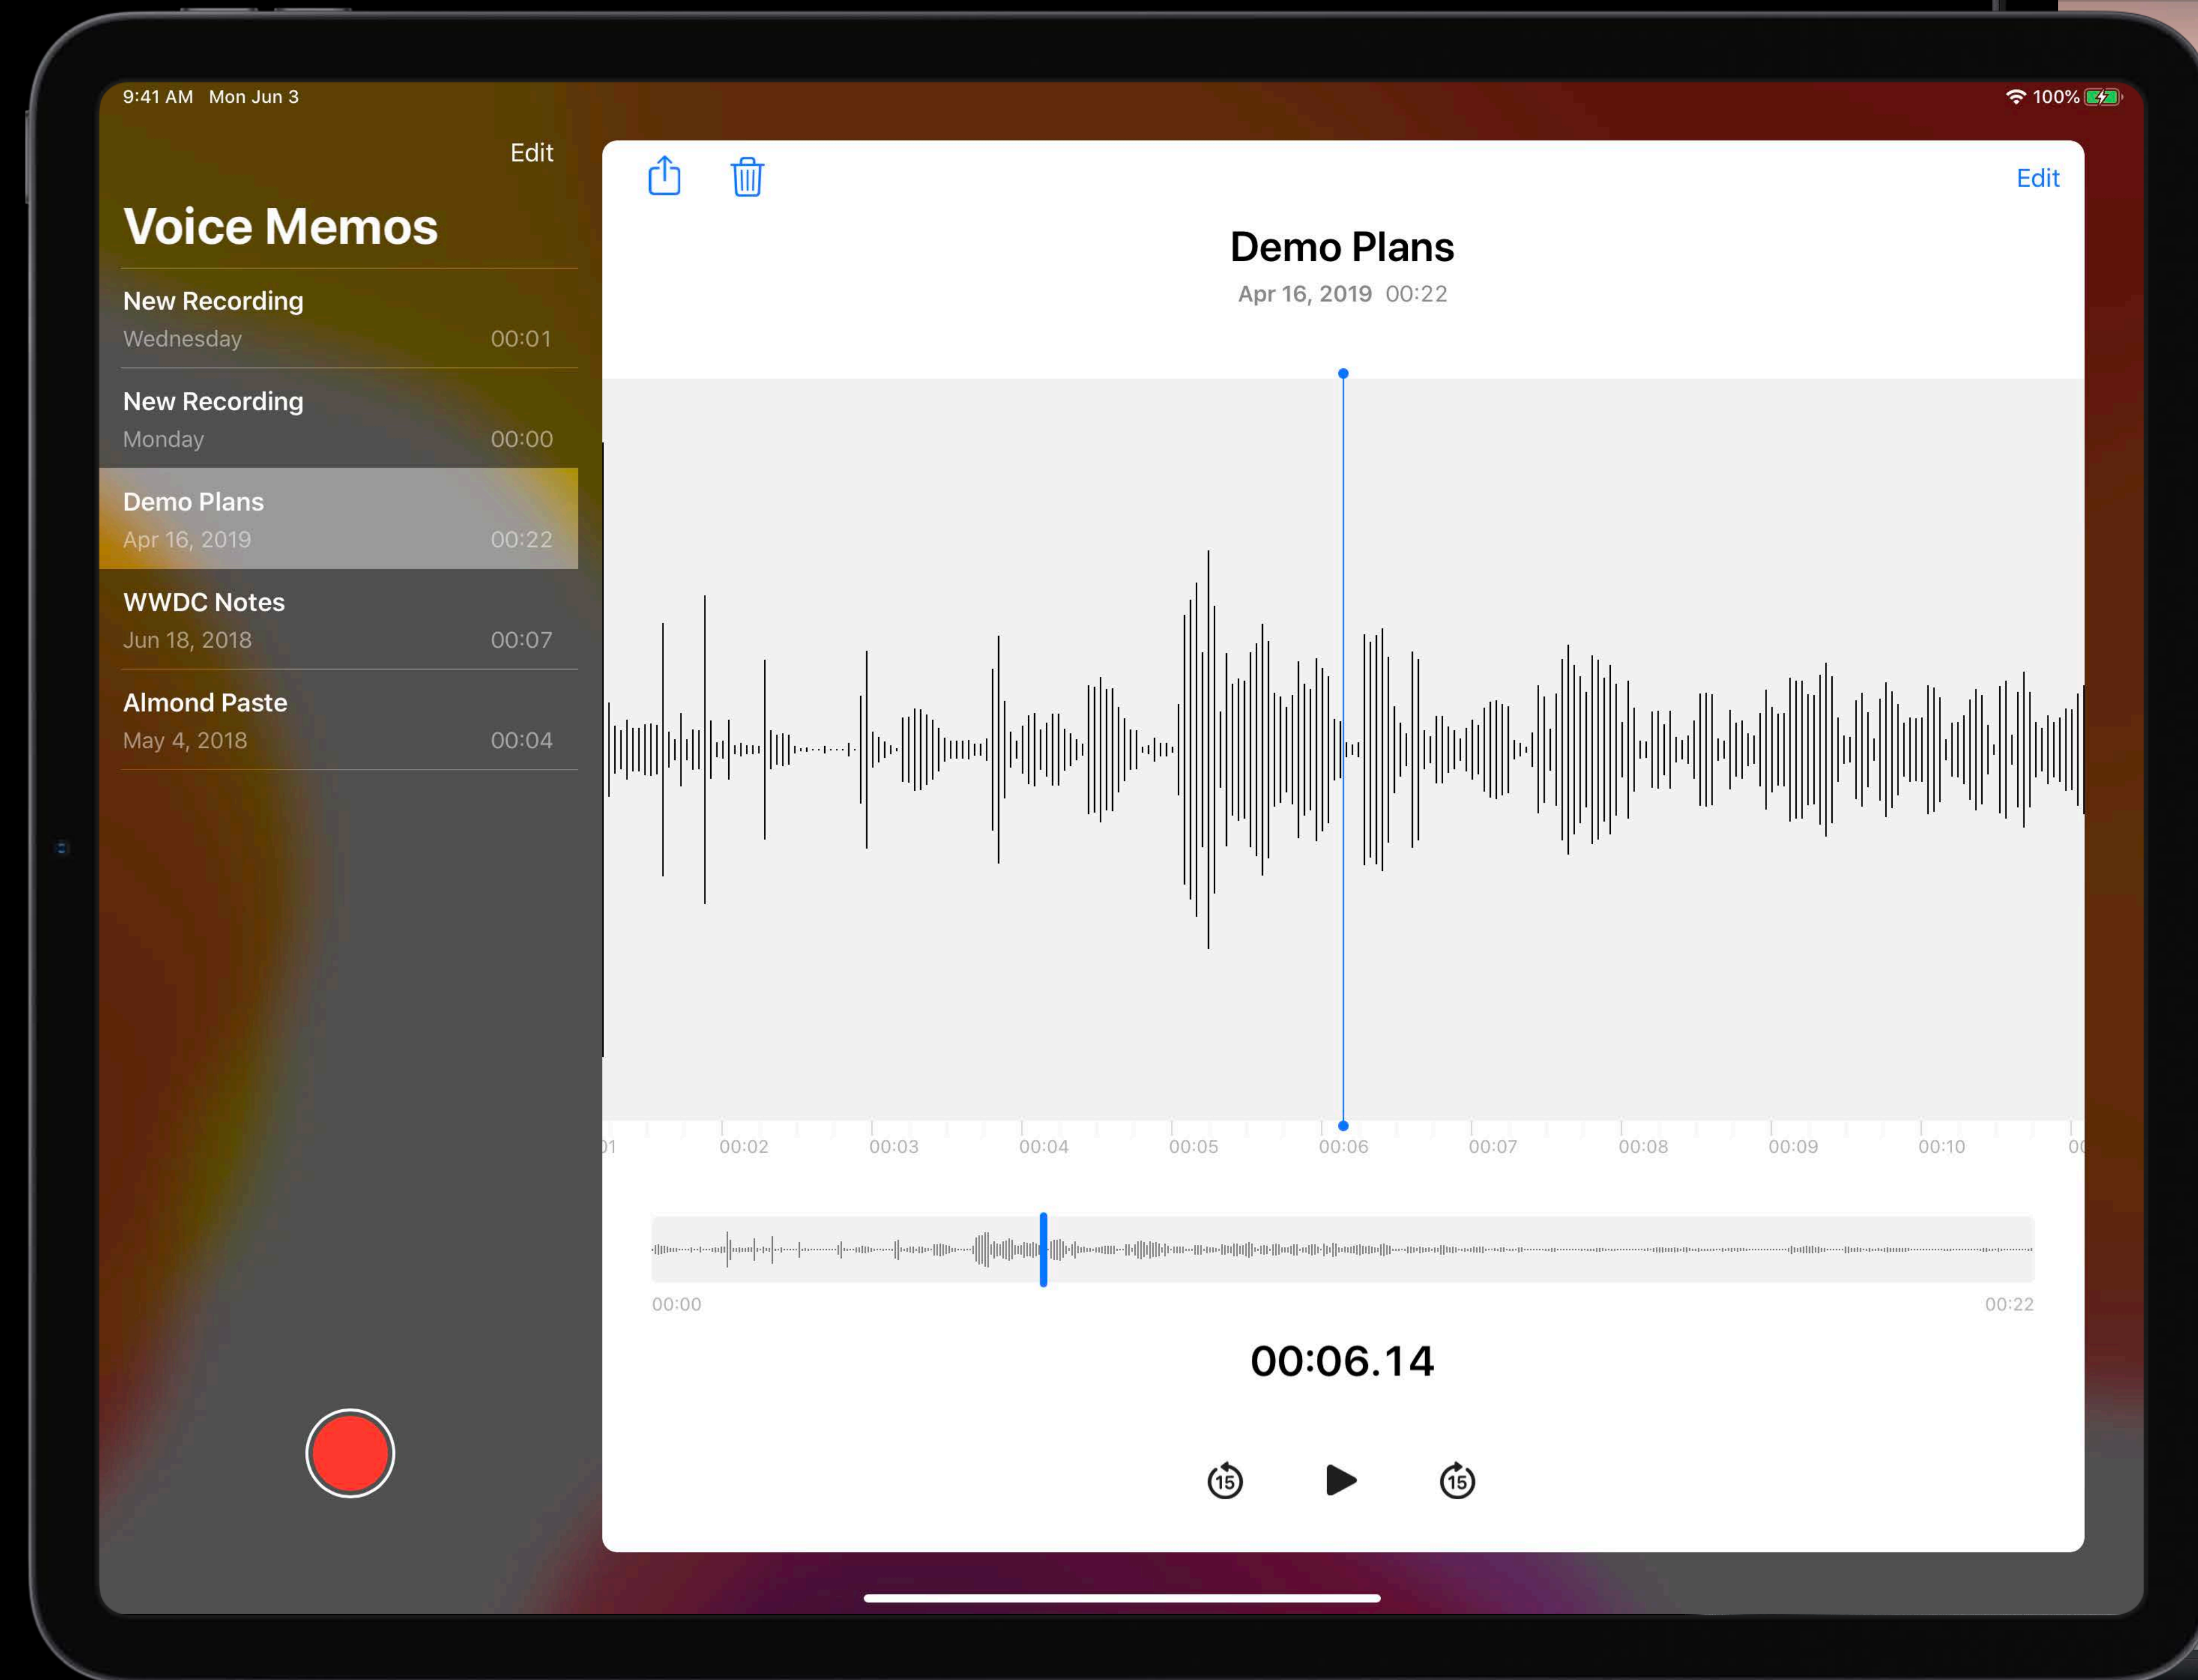 9:41 AM Mon Jun 3
100%
Edit
Voice Memos
New Recording
Wednesday 00:01
New Recording
Monday 00:00
Demo Plans
Apr 16, 2019 00:22
WWDC Notes
Jun 18, 2018 00:07
Almond Paste
May 4, 2018 00:04
Edit
Demo Plans
Apr 16, 2019 00:22
00:02 00:03 00:04 00:05 00:06 00:07 00:08 00:09 00:10
00:00 00:22
00:06.14
15 15